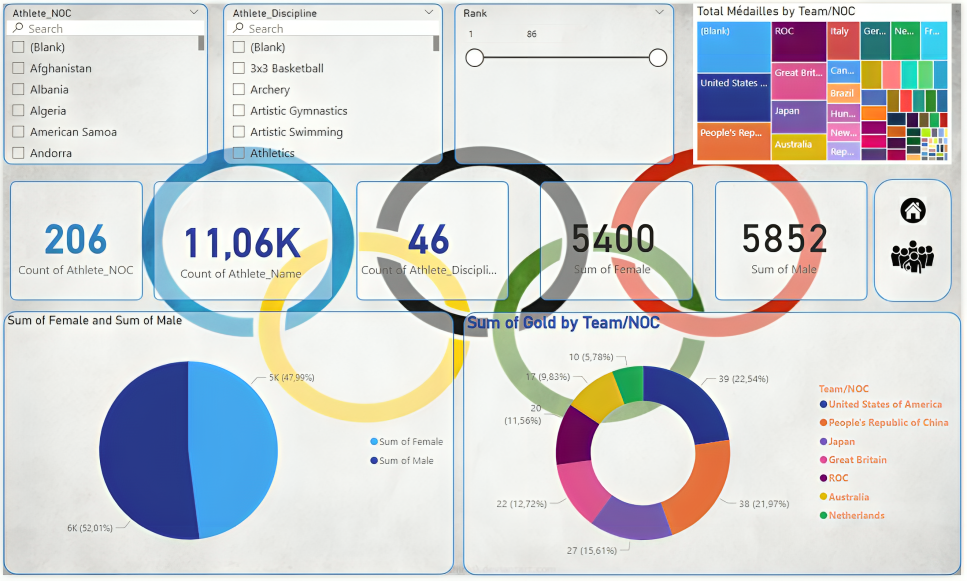 Athlete_NOC
Search
(Blank)
Afghanistan
Albania
Algeria
American Samoa
Andorra
Athlete_Discipline
Search
(Blank)
3x3 Basketball
Archery
Artistic Gymnastics
Artistic Swimming
Athletics
Rank
1 86
Total Médailles by Team/NOC
(Blank)
United States ...
People's Rep...
ROC
Great Brit...
Japan
Australia
Italy
Can...
Brazil
Hun...
New...
Rep...
Ger...
Ne...
Fr...
206
Count of Athlete_NOC
11,06K
Count of Athlete_Name
46
Count of Athlete_Discipli...
5400
Sum of Female
5852
Sum of Male
Sum of Female and Sum of Male
5K (47,99%)
6K (52,01%)
Sum of Female
Sum of Male
Sum of Gold by Team/NOC
10 (5,78%)
17 (9,83%)
20
(11,56%)
22 (12,72%)
27 (15,61%)
38 (21,97%)
39 (22,54%)
Team/NOC
United States of America
People's Republic of China
Japan
Great Britain
ROC
Australia
Netherlands